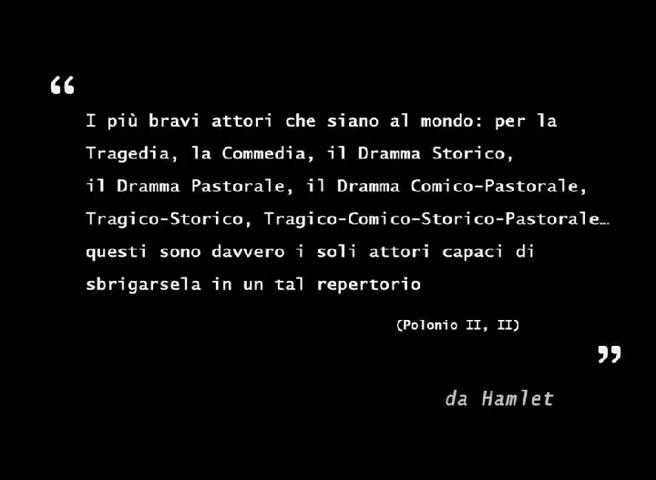 “
I più bravi attori che siano al mondo: per la
Tragedia, la Commedia, il Dramma Storico,
il Dramma Pastorale, il Dramma Comico-Pastorale,
Tragico-Storico, Tragico-Comico-Storico-Pastorale…
questi sono davvero i soli attori capaci di
sbrigarsela in un tal repertorio
(Polonio II, II)
”
da Hamlet